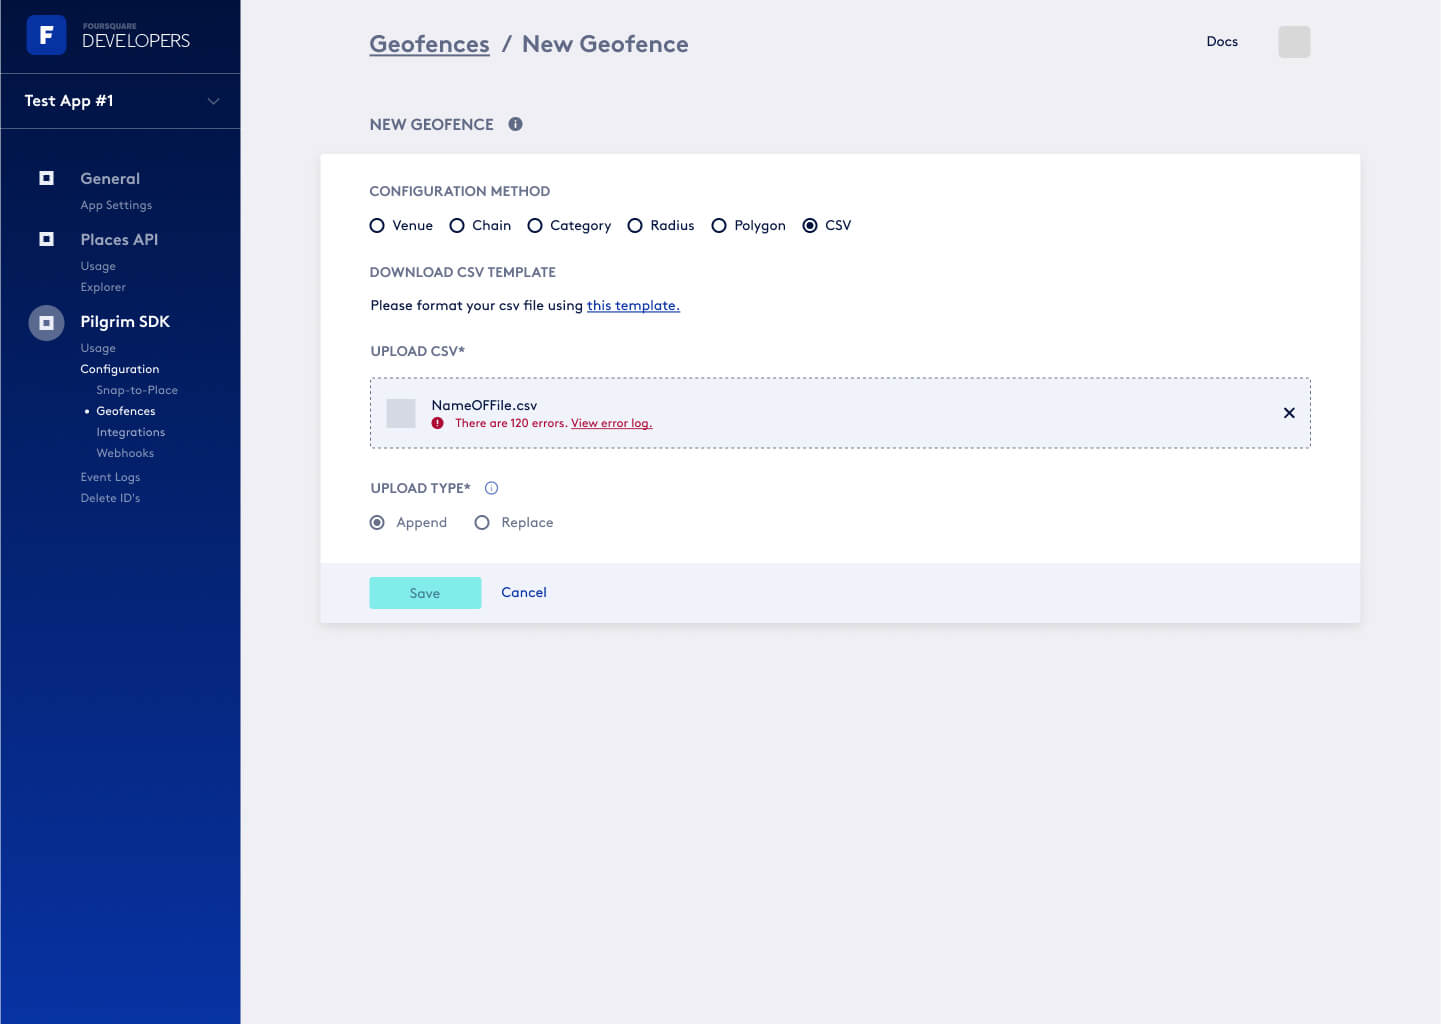 F
FOURSQUARE
DEVELOPERS
Test App #1
General
App Settings
Places API
Usage
Explorer
Pilgrim SDK
Usage
Configuration
Snap-to-Place
Geofences
Integrations
Webhooks
Event Logs
Delete ID's
Geofences / New Geofence
Docs
NEW GEOFENCE
CONFIGURATION METHOD
Venue Chain Category Radius Polygon CSV
DOWNLOAD CSV TEMPLATE
Please format your csv file using this template.
UPLOAD CSV*
NameOFFile.csv
There are 120 errors. View error log.
UPLOAD TYPE*
Append Replace
Save Cancel